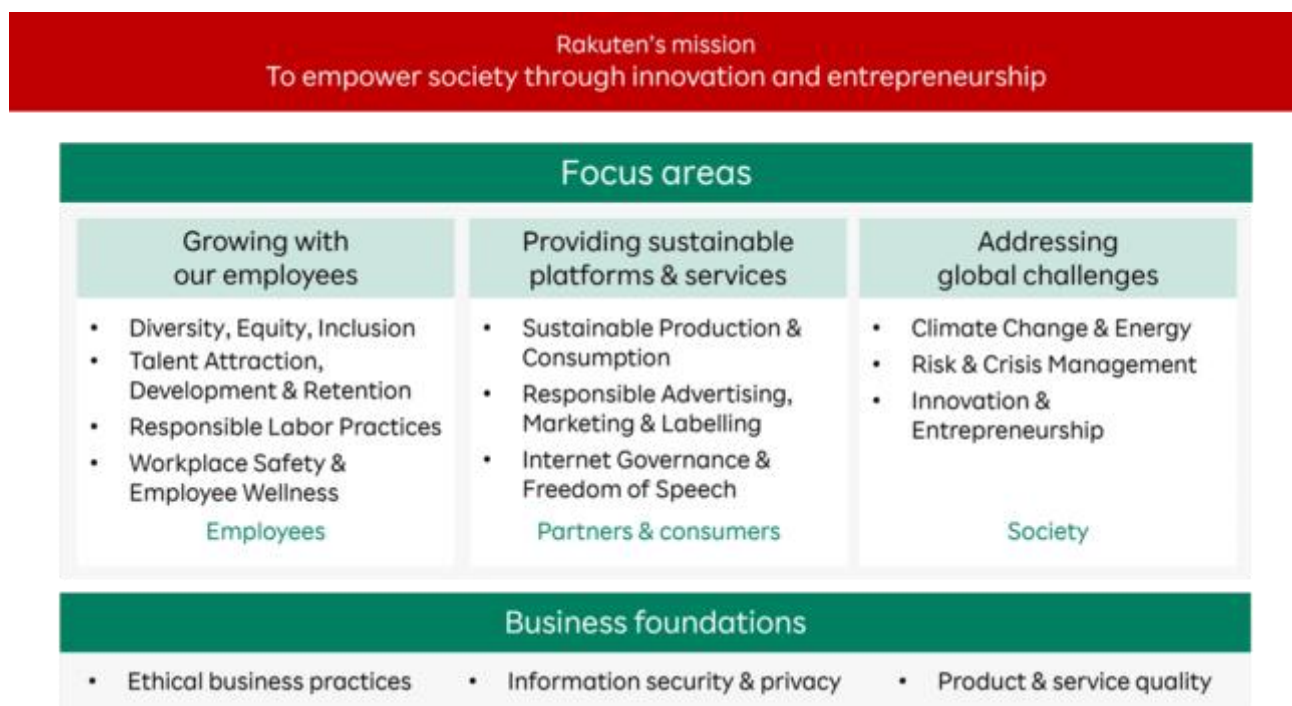 Rakuten's mission
To empower society through innovation and entrepreneurship
Focus areas
Growing with
our employees
• Diversity, Equity, Inclusion
• Talent Attraction,
Development & Retention
• Responsible Labor Practices
• Workplace Safety &
Employee Wellness
Employees
Providing sustainable
platforms & services
• Sustainable Production &
Consumption
• Responsible Advertising,
Marketing & Labelling
• Internet Governance &
Freedom of Speech
Partners & consumers
Addressing
global challenges
• Climate Change & Energy
• Risk & Crisis Management
• Innovation &
Entrepreneurship
Society
Business foundations
• Ethical business practices
• Information security & privacy
• Product & service quality